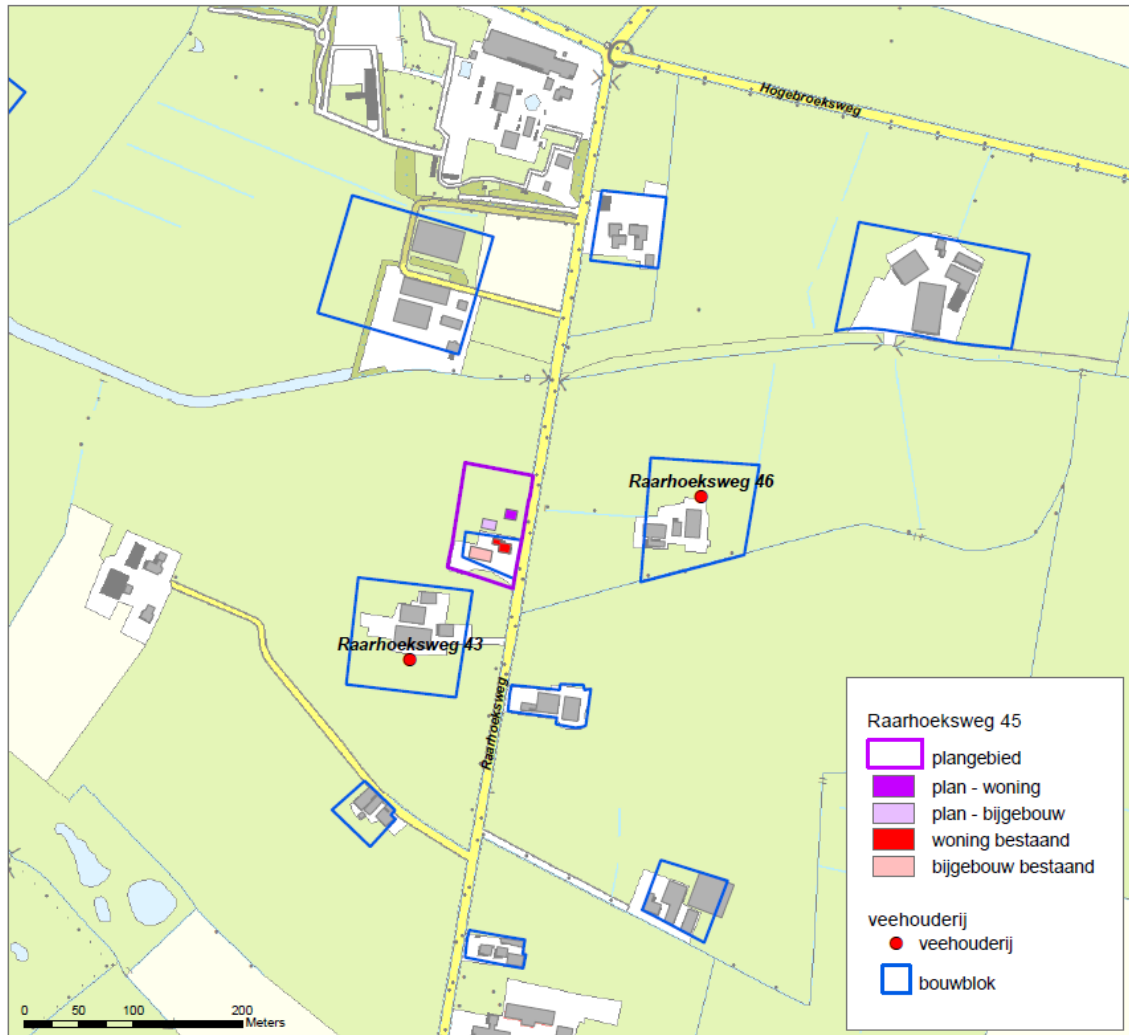 Hogebroeksweg
Raarhoeksweg 46
Raarhoeksweg 43
Raarhoeksweg
Raarhoeksweg 45
plangebied
plan - woning
plan - bijgebouw
woning bestaand
bijgebouw bestaand
veehouderij
veehouderij
bouwblok
0 50 100 200
Meters